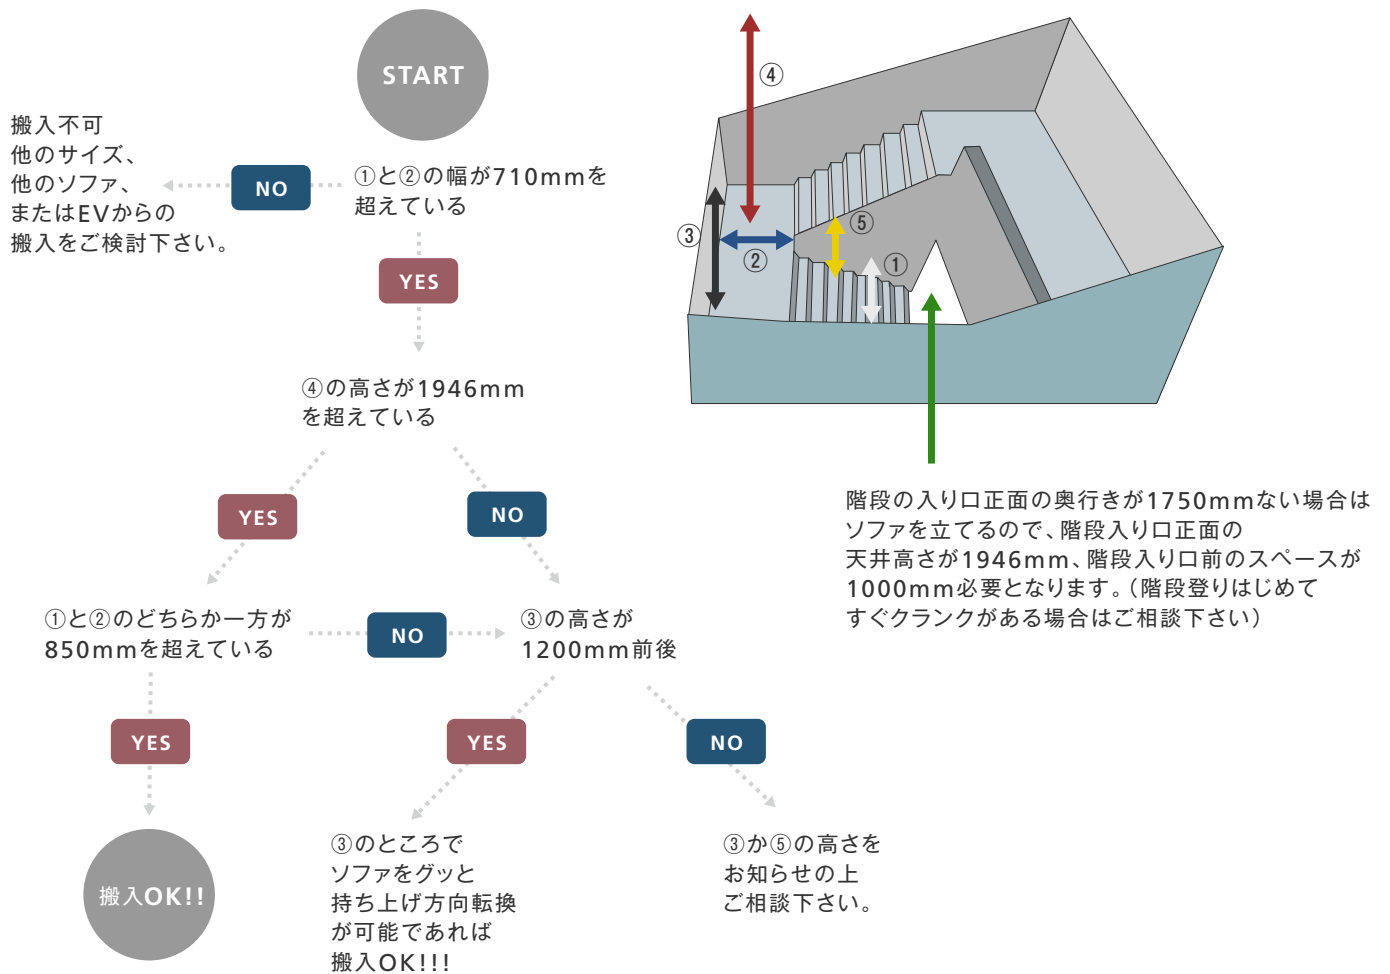 START
①と②の幅が710mmを
超えている
NO
搬入不可
他のサイズ、
他のソファ、
またはEVからの
搬入をご検討下さい。
YES
④の高さが1946mm
を超えている
YES
NO
①と②のどちらか一方が
850mmを超えている
NO
③の高さが
1200mm前後
YES
YES
NO
搬入OK!!
③のところで
ソファをグッと
持ち上げ方向転換
が可能であれば
搬入OK!!!
③か⑤の高さを
お知らせの上
ご相談下さい。
④
③
②
⑤
①
階段の入り口正面の奥行きが1750mmない場合は
ソファを立てるので、階段入り口正面の
天井高さが1946mm、階段入り口前のスペースが
1000mm必要となります。（階段登りはじめて
すぐクランクがある場合はご相談下さい）